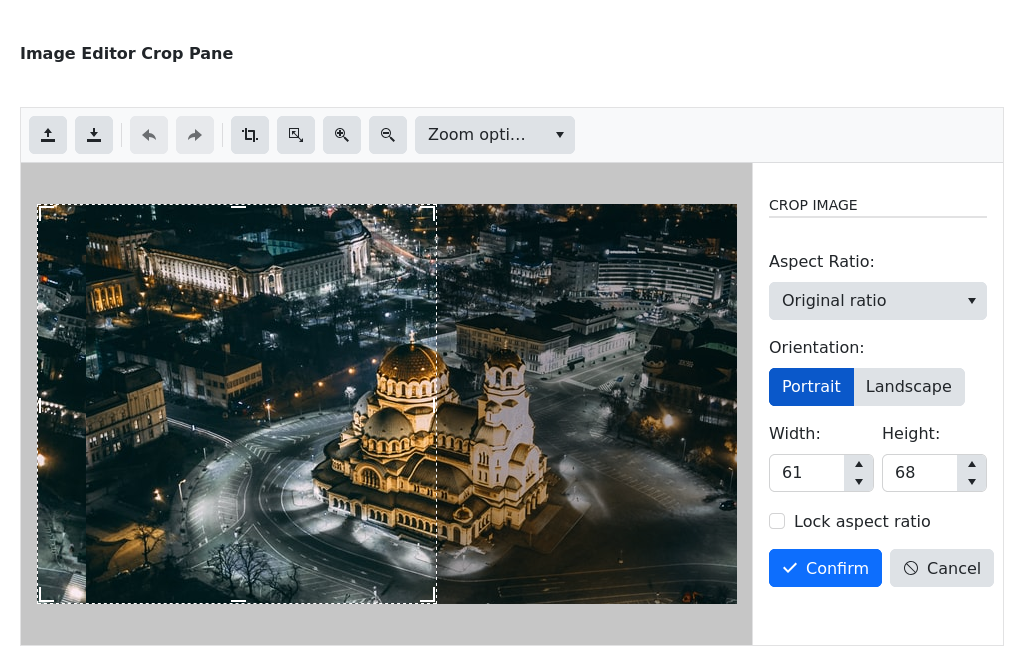 Image Editor Crop Pane
Zoom opti...
CROP IMAGE
Aspect Ratio:
Original ratio
Orientation:
Portrait Landscape
Width: Height:
61 68
Lock aspect ratio
Confirm Cancel